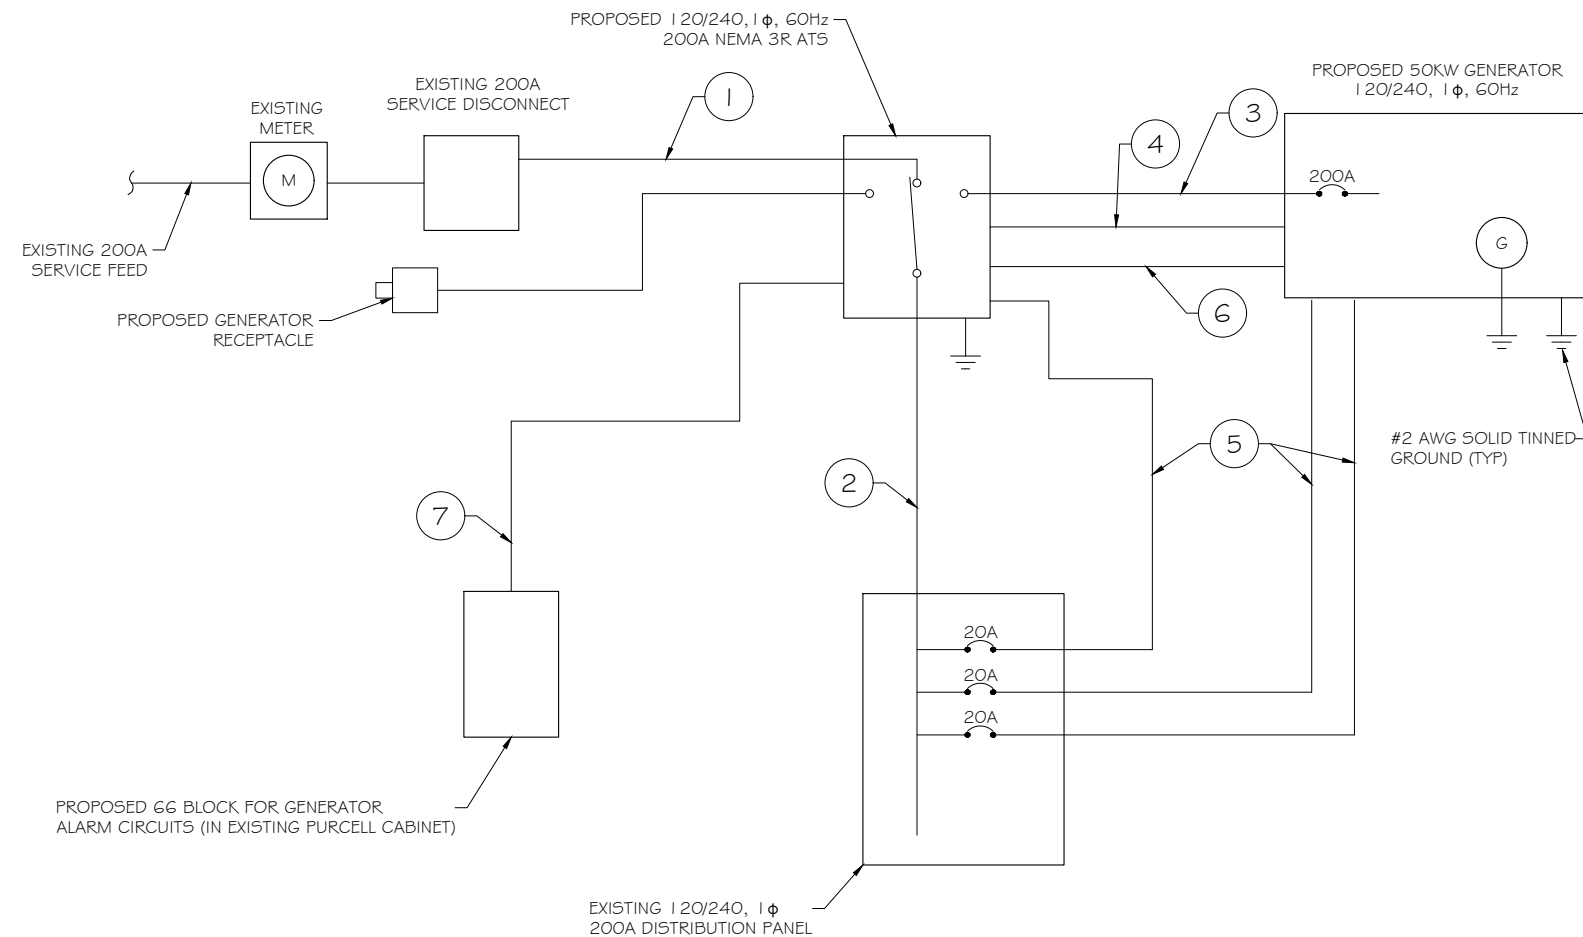 PROPOSED 120/240, 1ϕ, 60Hz
200A NEMA 3R ATS
EXISTING 200A
SERVICE DISCONNECT
EXISTING
METER
M
1
PROPOSED 50KW GENERATOR
120/240, 1ϕ, 60Hz
3
4
200A
G
EXISTING 200A
SERVICE FEED
PROPOSED GENERATOR
RECEPTACLE
6
#2 AWG SOLID TINNED
GROUND (TYP)
5
2
7
20A
20A
20A
PROPOSED 66 BLOCK FOR GENERATOR
ALARM CIRCUITS (IN EXISTING PURCELL CABINET)
EXISTING 120/240, 1ϕ
200A DISTRIBUTION PANEL